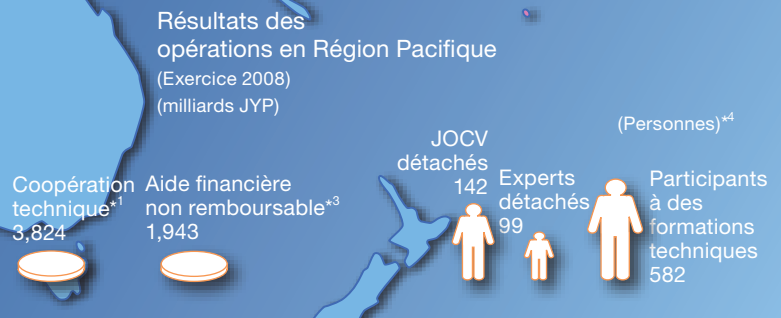 Résultats des
opérations en Région Pacifique
(Exercice 2008)
(milliards JYP)
Coopération
technique*1
3,824
Aide financière
non remboursable*3
1,943
JOCV
détachés
142
Experts
détachés
99
(Personnes)*4
Participants
à des
formations
techniques
582